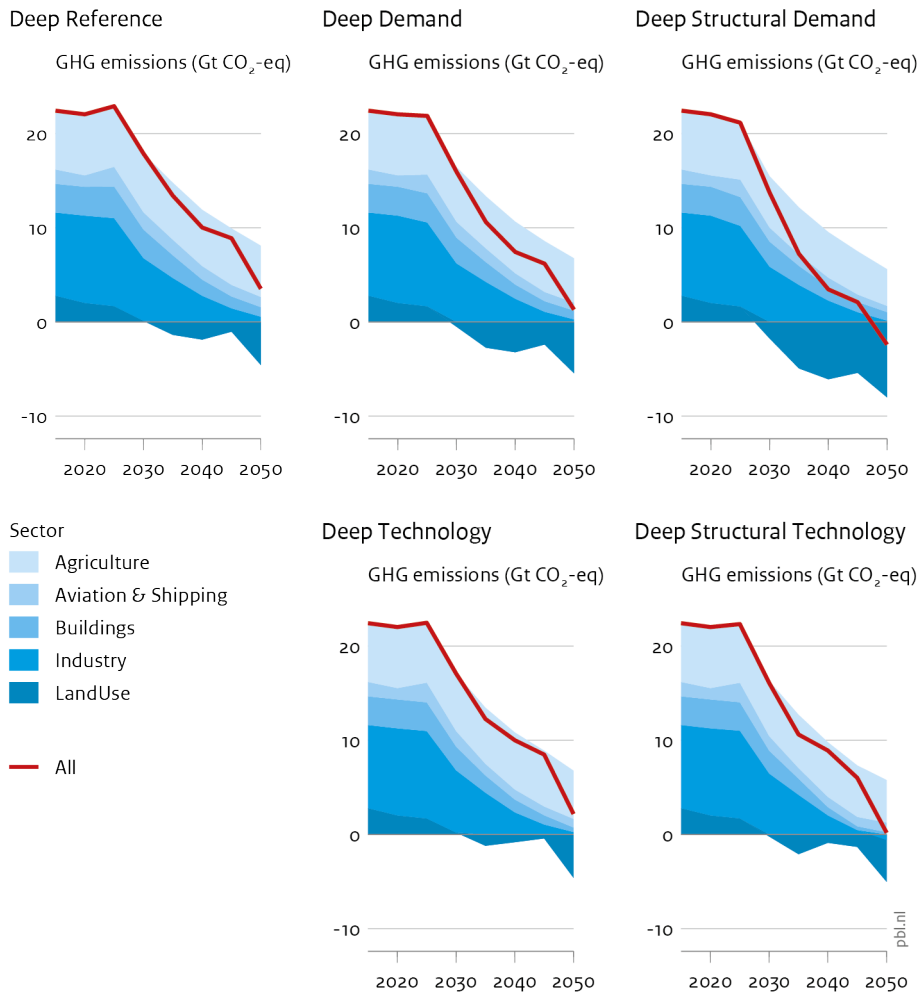 Deep Reference
GHG emissions (Gt CO₂-eq)
20
10
0
-10
2020 2030 2040 2050
Deep Demand
GHG emissions (Gt CO₂-eq)
20
10
0
-10
2020 2030 2040 2050
Deep Structural Demand
GHG emissions (Gt CO₂-eq)
20
10
0
-10
2020 2030 2040 2050
Sector
Agriculture
Aviation & Shipping
Buildings
Industry
LandUse
All
Deep Technology
GHG emissions (Gt CO₂-eq)
20
10
0
-10
2020 2030 2040 2050
Deep Structural Technology
GHG emissions (Gt CO₂-eq)
20
10
0
-10
2020 2030 2040 2050
pbl.nl